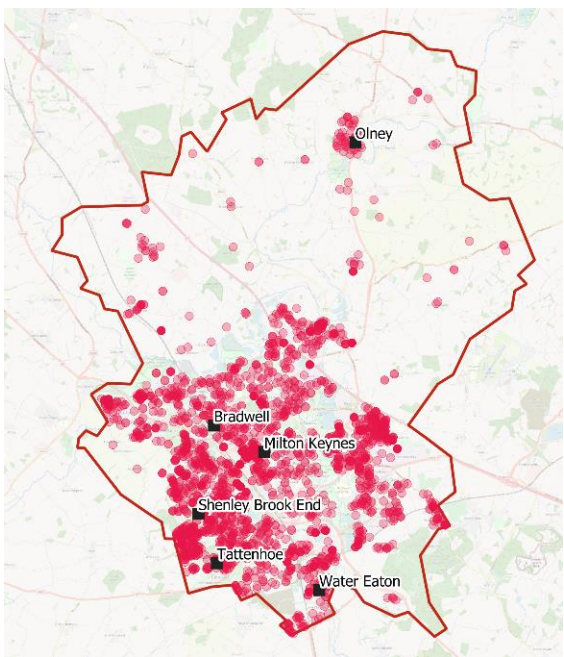 Olney
Bradwell
Milton Keynes
Shenley Brook End
Tattenhoe
Water Eaton